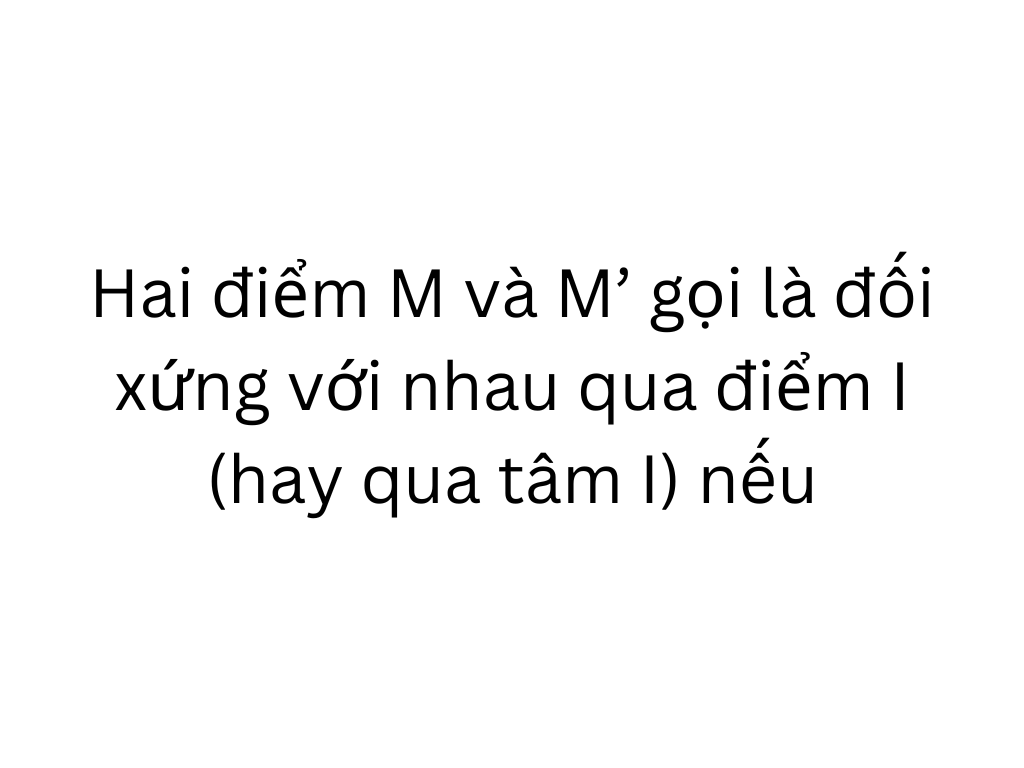 Hai điểm M và M’ gọi là đối
xứng với nhau qua điểm I
(hay qua tâm I) nếu